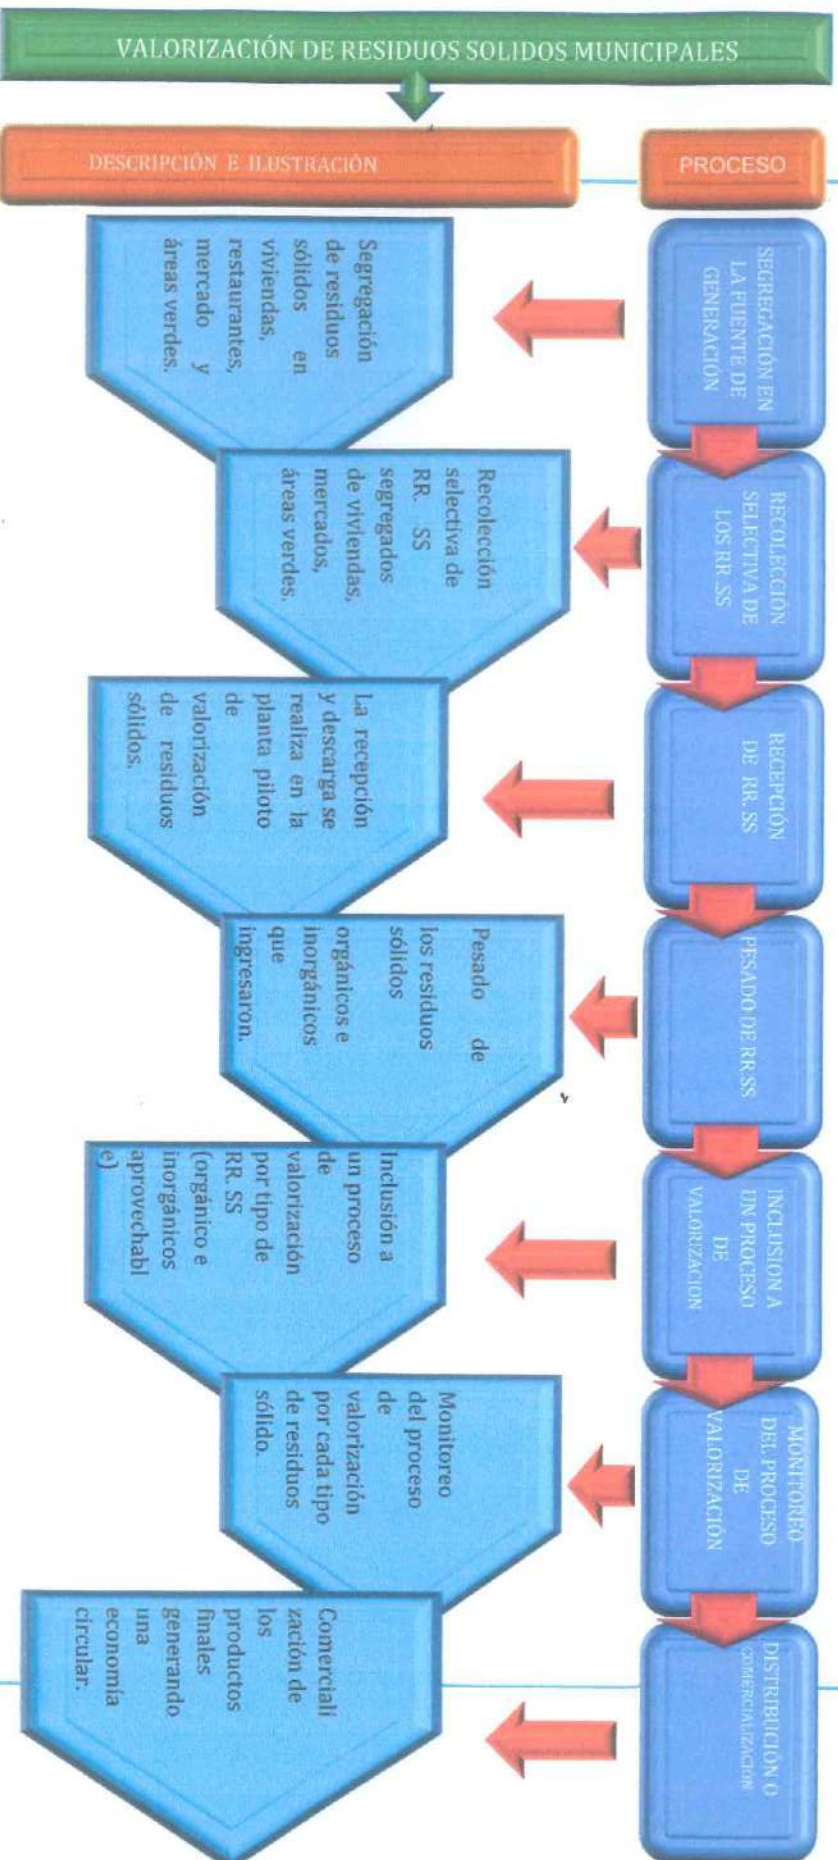 VALORIZACIÓN DE RESIDUOS SOLIDOS MUNICIPALES
PROCESO
SEGREGACIÓN EN
LA FUENTE DE
GENERACIÓN
RECOLECCIÓN
SELECTIVA DE
LOS RR.SS
RECEPCIÓN
DE RR. SS
PESADO DE RR.SS
INCLUSION A
UN PROCESO
DE
VALORIZACION
MONITOREO
DEL PROCESO
DE
VALORIZACIÓN
DISTRIBUCIÓN O
COMERCIALIZACIÓN
DESCRIPCIÓN E ILUSTRACIÓN
Segregación
de residuos
sólidos en
viviendas,
restaurantes,
mercado y
áreas verdes.
Recolección
selectiva de
RR. SS
segregados
de viviendas,
mercados,
áreas verdes.
La recepción
y descarga se
realiza en la
planta piloto
de
valorización
de residuos
sólidos.
Pesado de
los residuos
sólidos
orgánicos e
inorgánicos
que
ingresaron.
Inclusión a
un proceso
de
valorización
por tipo de
RR. SS
(orgánico e
inorgánicos
aprovechabl
e)
Monitoreo
del proceso
de
valorización
por cada tipo
de residuos
sólido.
Comerciali
zación de
los
productos
finales
generando
una
economía
circular.